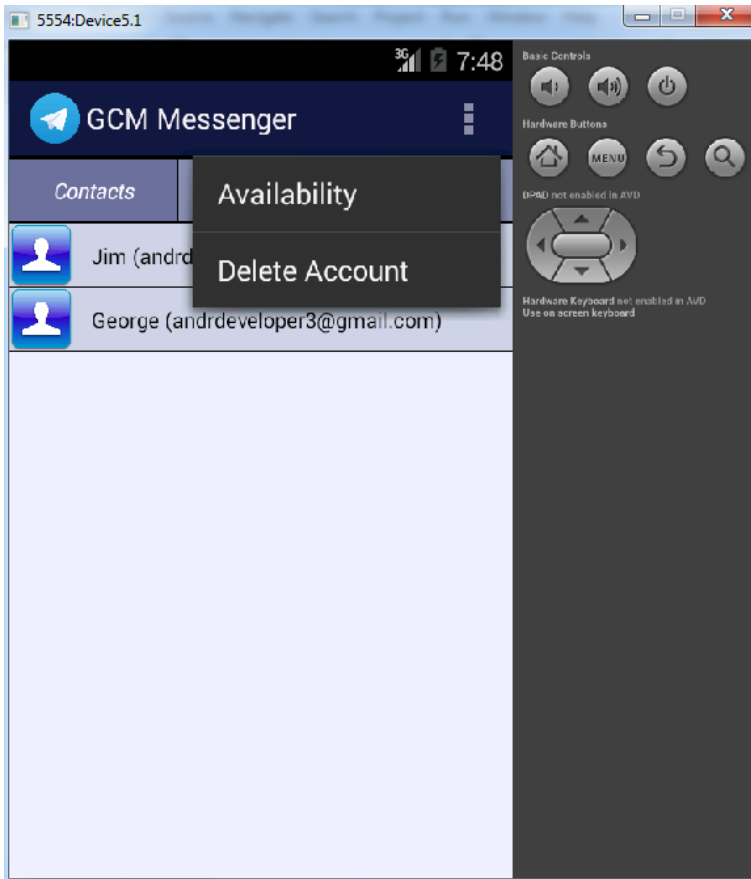 5554:Device5.1
3G 7:48
GCM Messenger
Contacts
Availability
Delete Account
Jim (andrd
George (andrdeveloper3@gmail.com)
Basic Controls
Hardware Buttons
MENU
DPAD not enabled in AVD
Hardware Keyboard not enabled in AVD
Use on screen keyboard